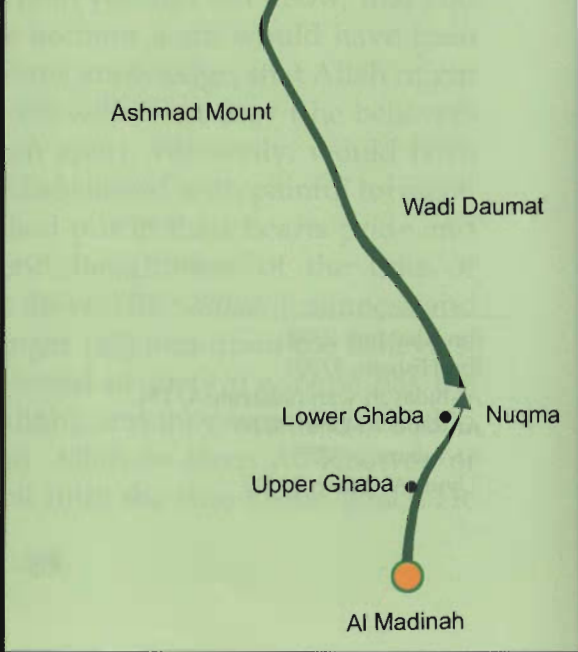 Ashmad Mount
Wadi Daumat
Lower Ghaba
Nuqma
Upper Ghaba
Al Madinah